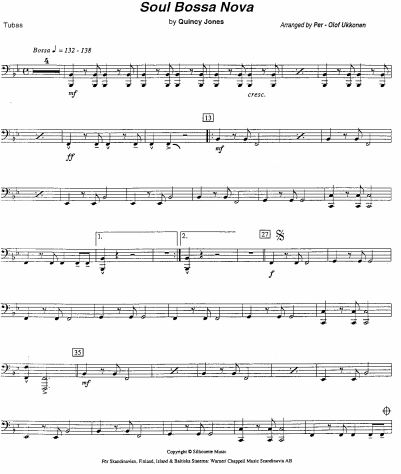 Soul Bossa Nova
by Quincy Jones
Tubas
Arranged by Per - Olof Ukkonen
Bossa ♩ = 132 - 138
4
mf
cresc.
13
ff
mf
1.
2.
27
f
35
mf
Copyright © Silhouette Music
För Skandinavien, Finland, Island & Baltiska Staterna: Warner/Chappell Music Scandinavia AB